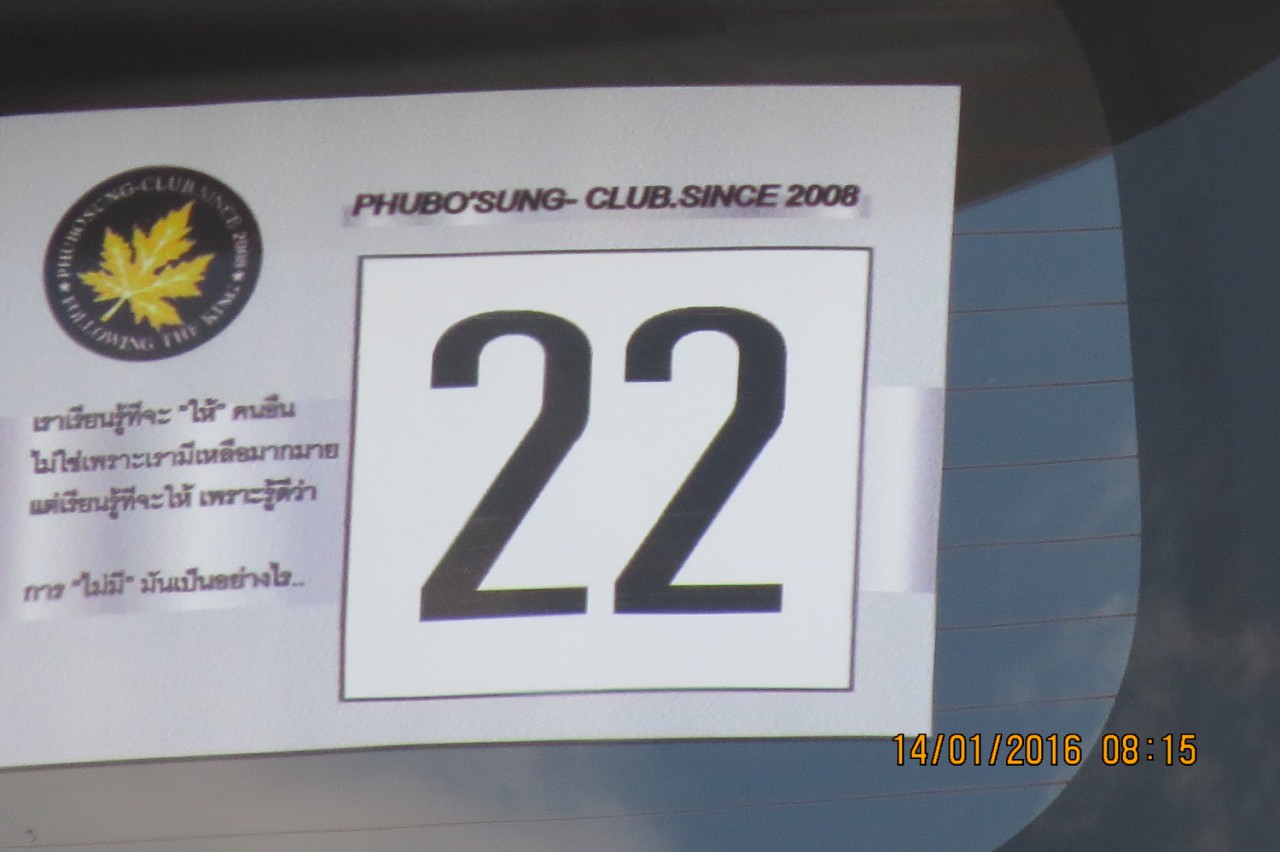 PHUBOSUNG-CLUB.SINCE 2008
★ FOLLOWING THE KING ★
PHUBO'SUNG- CLUB.SINCE 2008
22
เราเรียนรู้ที่จะ "ให้" คนอื่น
ไม่ใช่เพราะเรามีเหลือมากมาย
แต่เรียนรู้ที่จะให้ เพราะรู้ดีว่า
การ "ไม่มี" มันเป็นอย่างไร..
14/01/2016 08:15